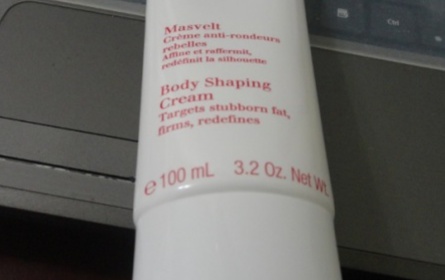 Masvelt
Crème anti-rondeurs
rebelles
Affine et raffermit,
redéfinit la silhouette
Body Shaping
Cream
Targets stubborn fat,
firms, redefines
e 100 mL 3.2 Oz. Net Wt.
Ctrl